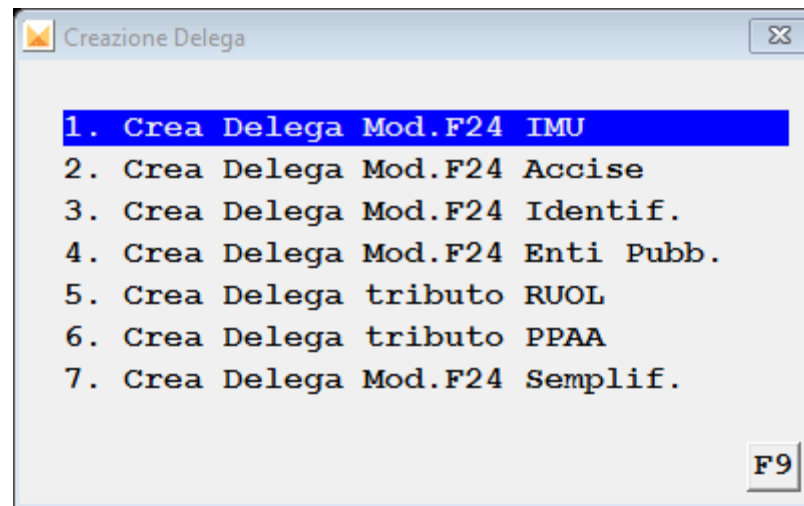 Creazione Delega
1. Crea Delega Mod.F24 IMU
2. Crea Delega Mod.F24 Accise
3. Crea Delega Mod.F24 Identif.
4. Crea Delega Mod.F24 Enti Pubb.
5. Crea Delega tributo RUOL
6. Crea Delega tributo PPAA
7. Crea Delega Mod.F24 Semplif.
F9